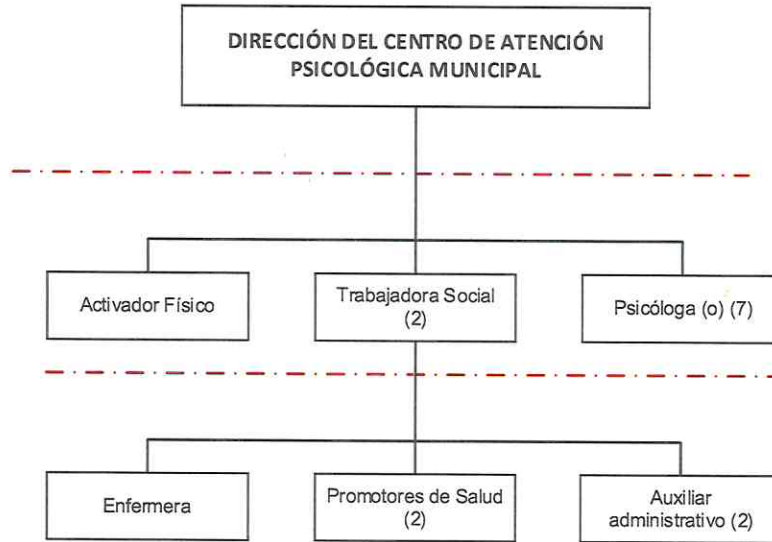 DIRECCIÓN DEL CENTRO DE ATENCIÓN
PSICOLÓGICA MUNICIPAL
Activador Físico
Trabajadora Social
(2)
Psicóloga (o) (7)
Enfermera
Promotores de Salud
(2)
Auxiliar
administrativo (2)